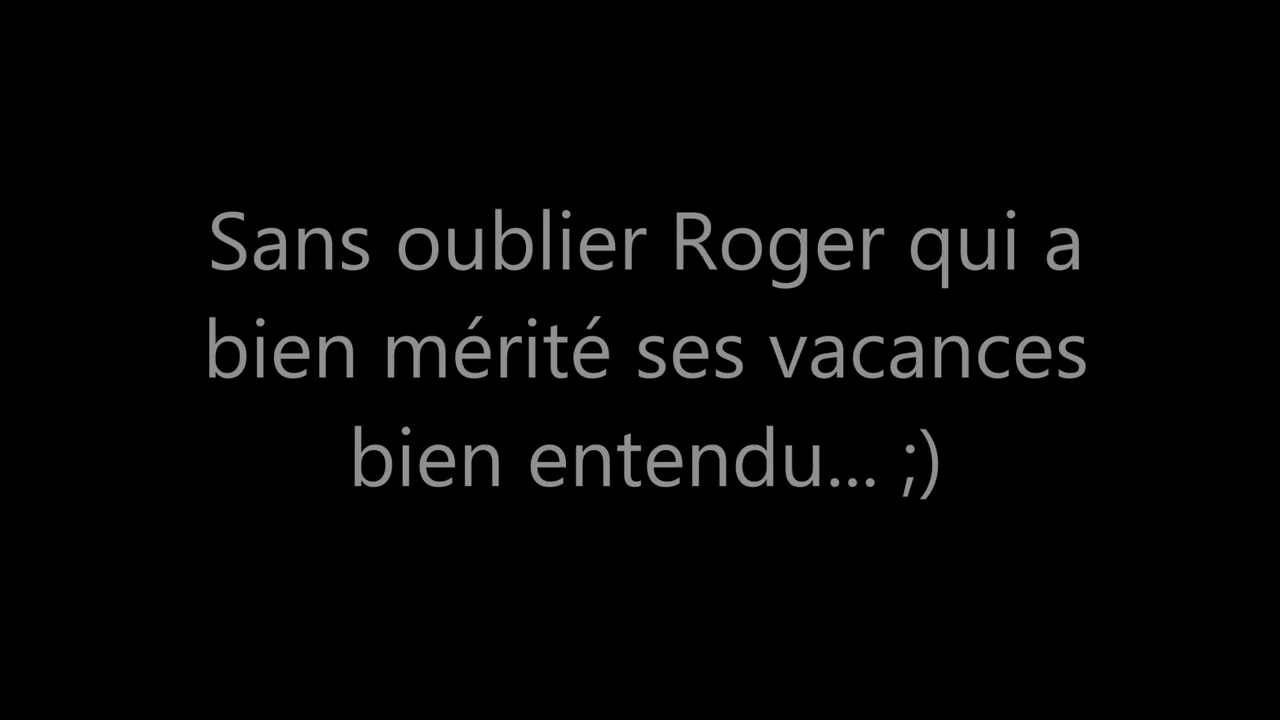 Sans oublier Roger qui a
bien mérité ses vacances
bien entendu... ;)